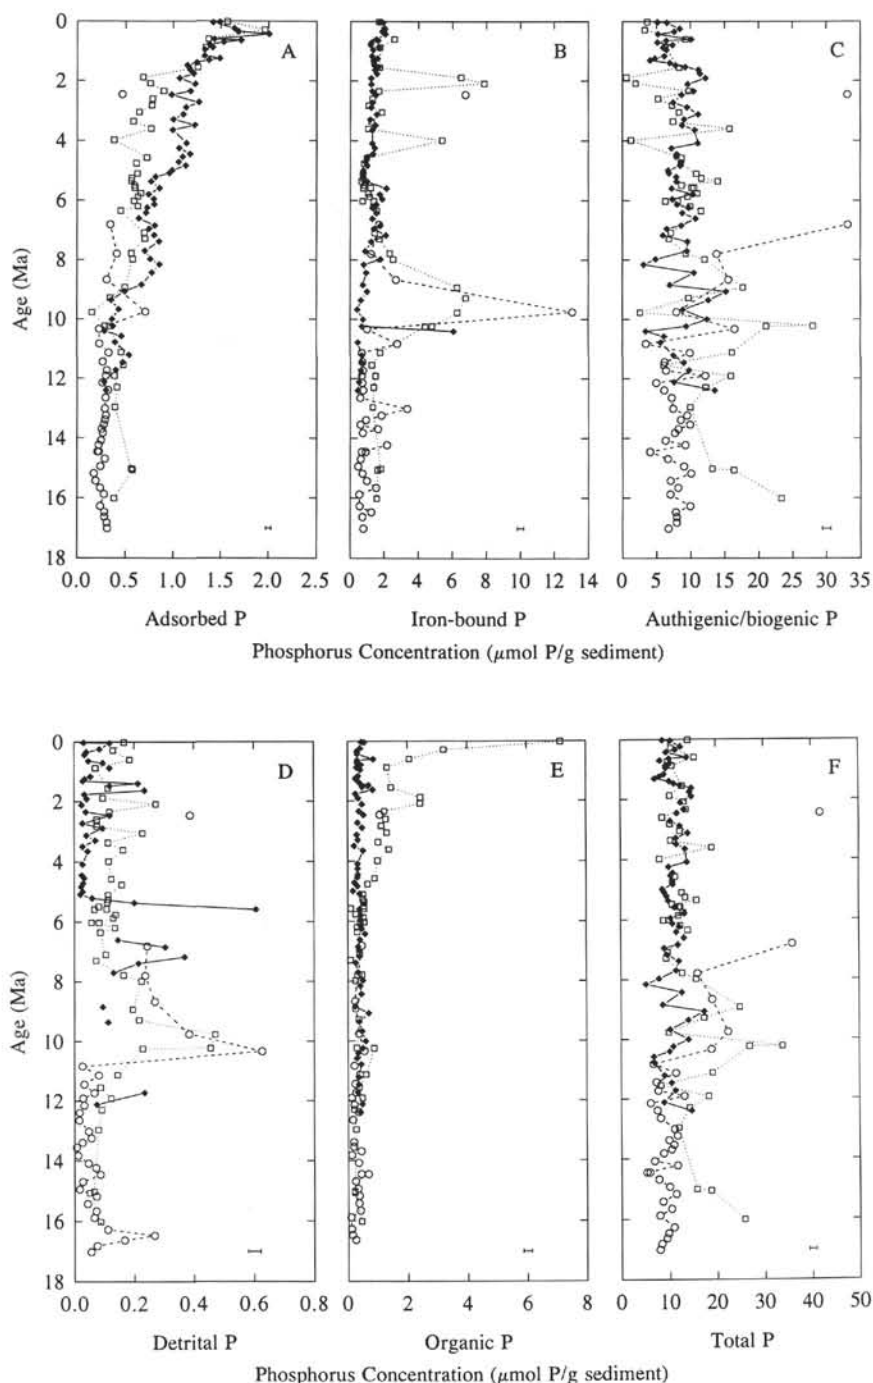 A
B
C
0
2
4
6
8
10
12
14
16
18
Age (Ma)
0.0 0.5 1.0 1.5 2.0 2.5
0 2 4 6 8 10 12 14
0 5 10 15 20 25 30 35
Adsorbed P
Iron-bound P
Authigenic/biogenic P
Phosphorus Concentration (μmol P/g sediment)
D
E
F
0
2
4
6
8
10
12
14
16
18
Age (Ma)
0.0 0.2 0.4 0.6 0.8
0 2 4 6 8
0 10 20 30 40 50
Detrital P
Organic P
Total P
Phosphorus Concentration (μmol P/g sediment)